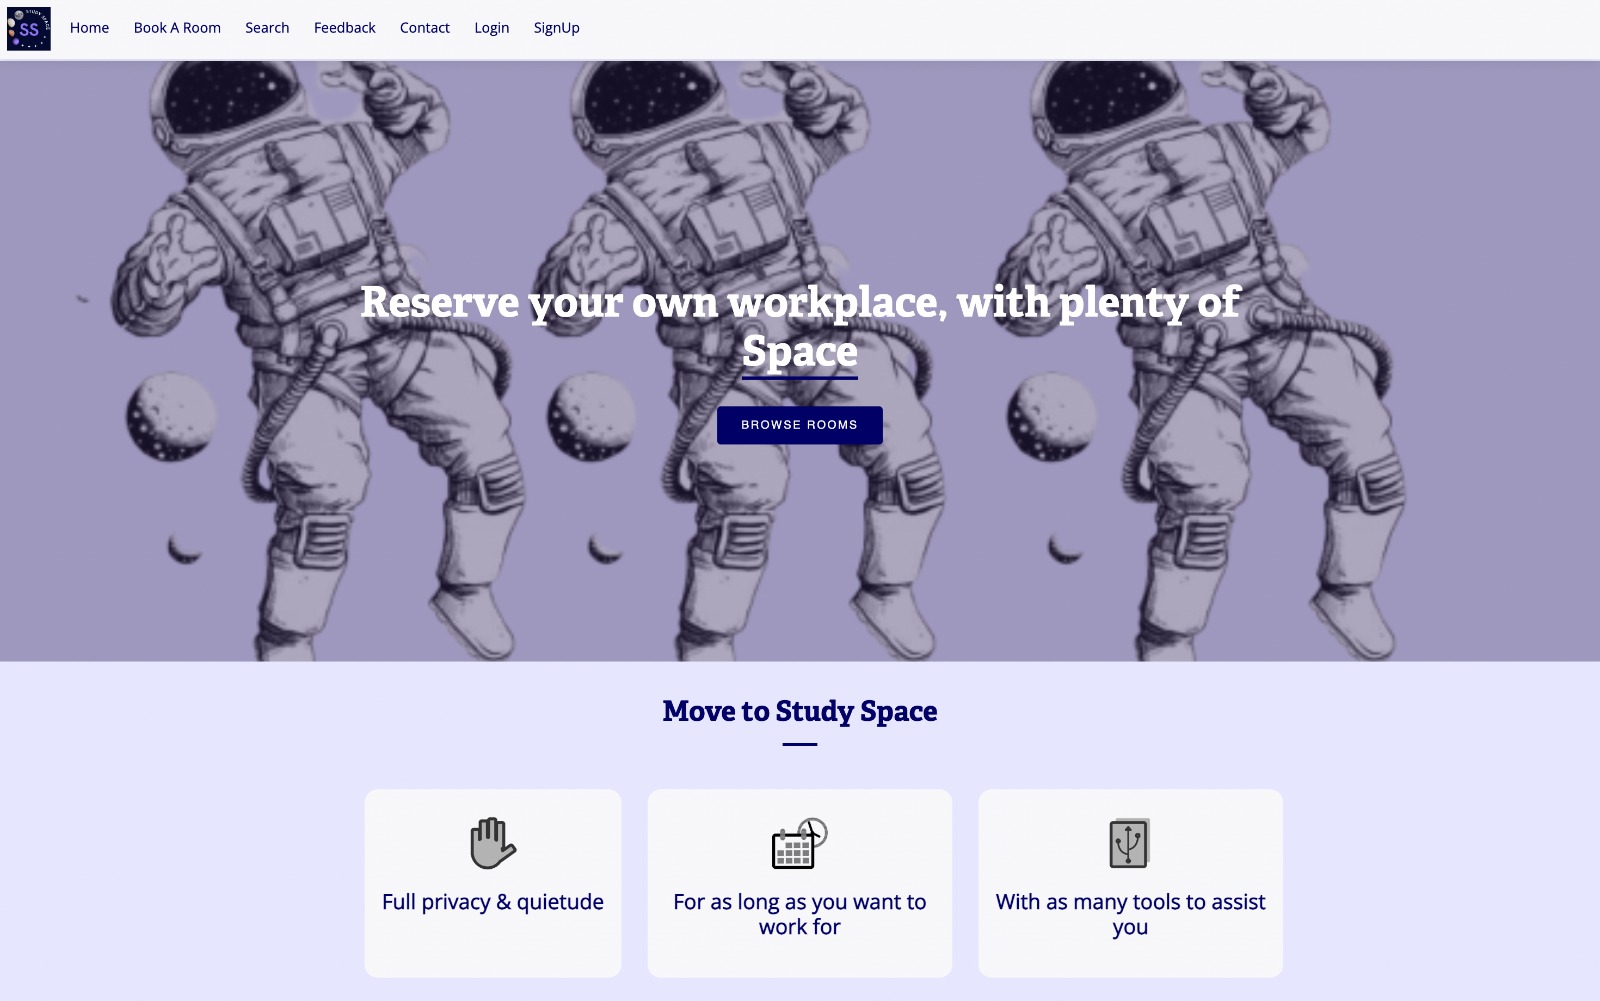 STUDY SPACE
SS
Home Book A Room Search Feedback Contact Login SignUp
Reserve your own workplace, with plenty of
Space
BROWSE ROOMS
Move to Study Space
Full privacy & quietude
For as long as you want to
work for
With as many tools to assist
you